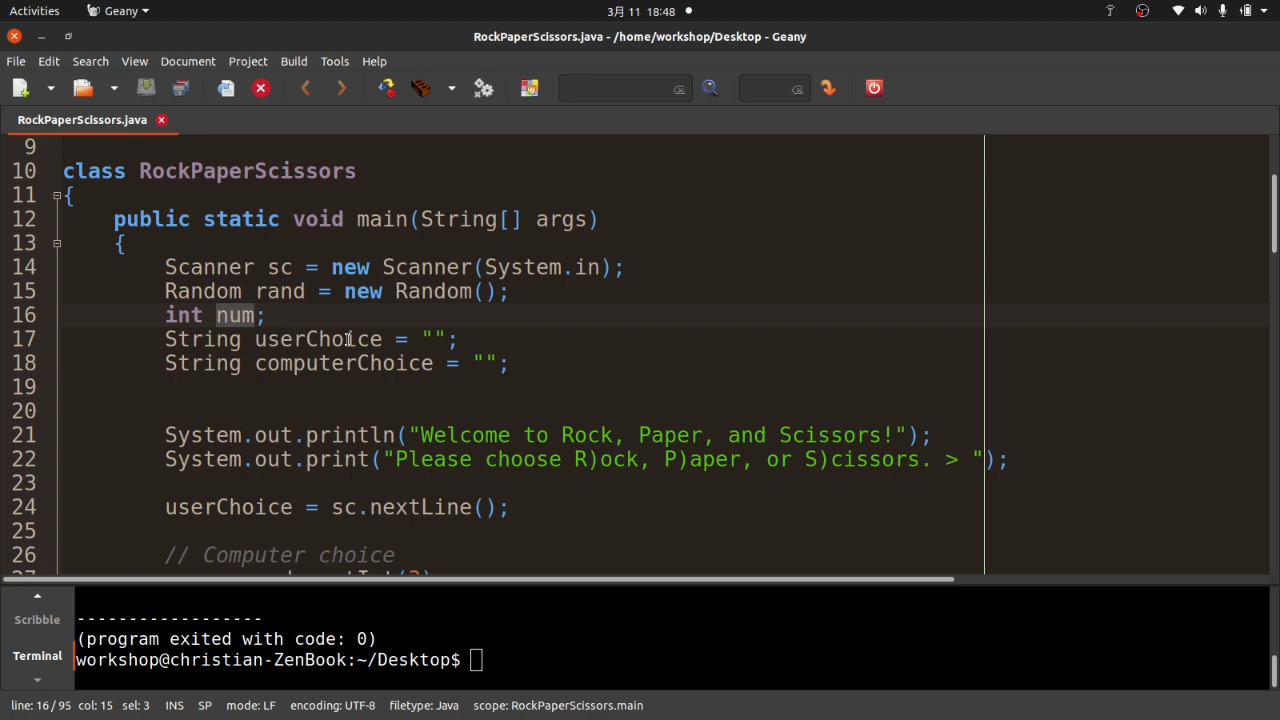 Activities Geany 3月 11 18:48
RockPaperScissors.java - /home/workshop/Desktop - Geany
File Edit Search View Document Project Build Tools Help
RockPaperScissors.java
9
10 class RockPaperScissors
11 {
12 public static void main(String[] args)
13 {
14 Scanner sc = new Scanner(System.in);
15 Random rand = new Random();
16 int num;
17 String userChoice = "";
18 String computerChoice = "";
19
20
21 System.out.println("Welcome to Rock, Paper, and Scissors!");
22 System.out.print("Please choose R)ock, P)aper, or S)cissors. > ");
23
24 userChoice = sc.nextLine();
25
26 // Computer choice
Scribble
Terminal
------------------
(program exited with code: 0)
workshop@christian-ZenBook:~/Desktop$
line: 16 / 95 col: 15 sel: 3 INS SP mode: LF encoding: UTF-8 filetype: Java scope: RockPaperScissors.main